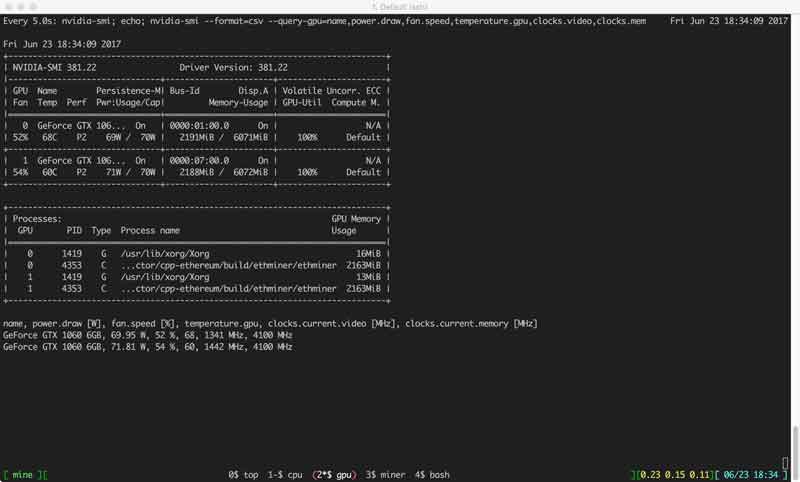 1. Default (ssh)
Every 5.0s: nvidia-smi; echo; nvidia-smi --format=csv --query-gpu=name,power.draw,fan.speed,temperature.gpu,clocks.video,clocks.mem Fri Jun 23 18:34:09 2017
Fri Jun 23 18:34:09 2017
NVIDIA-SMI 381.22 Driver Version: 381.22
GPU Name Persistence-M| Bus-Id Disp.A | Volatile Uncorr. ECC
Fan Temp Perf Pwr:Usage/Cap| Memory-Usage | GPU-Util Compute M.
0 GeForce GTX 106... On | 0000:01:00.0 On | N/A
52% 68C P2 69W / 70W | 2191MiB / 6071MiB | 100% Default
1 GeForce GTX 106... On | 0000:07:00.0 On | N/A
54% 60C P2 71W / 70W | 2188MiB / 6072MiB | 100% Default
Processes: GPU Memory
GPU PID Type Process name Usage
0 1419 G /usr/lib/xorg/Xorg 16MiB
0 4353 C ...ctor/cpp-ethereum/build/ethminer/ethminer 2163MiB
1 1419 G /usr/lib/xorg/Xorg 13MiB
1 4353 C ...ctor/cpp-ethereum/build/ethminer/ethminer 2163MiB
name, power.draw [W], fan.speed [%], temperature.gpu, clocks.current.video [MHz], clocks.current.memory [MHz]
GeForce GTX 1060 6GB, 69.95 W, 52 %, 68, 1341 MHz, 4100 MHz
GeForce GTX 1060 6GB, 71.81 W, 54 %, 60, 1442 MHz, 4100 MHz
[ mine ][ 0$ top 1-$ cpu (2*$ gpu) 3$ miner 4$ bash ][0.23 0.15 0.11][ 06/23 18:34 ]